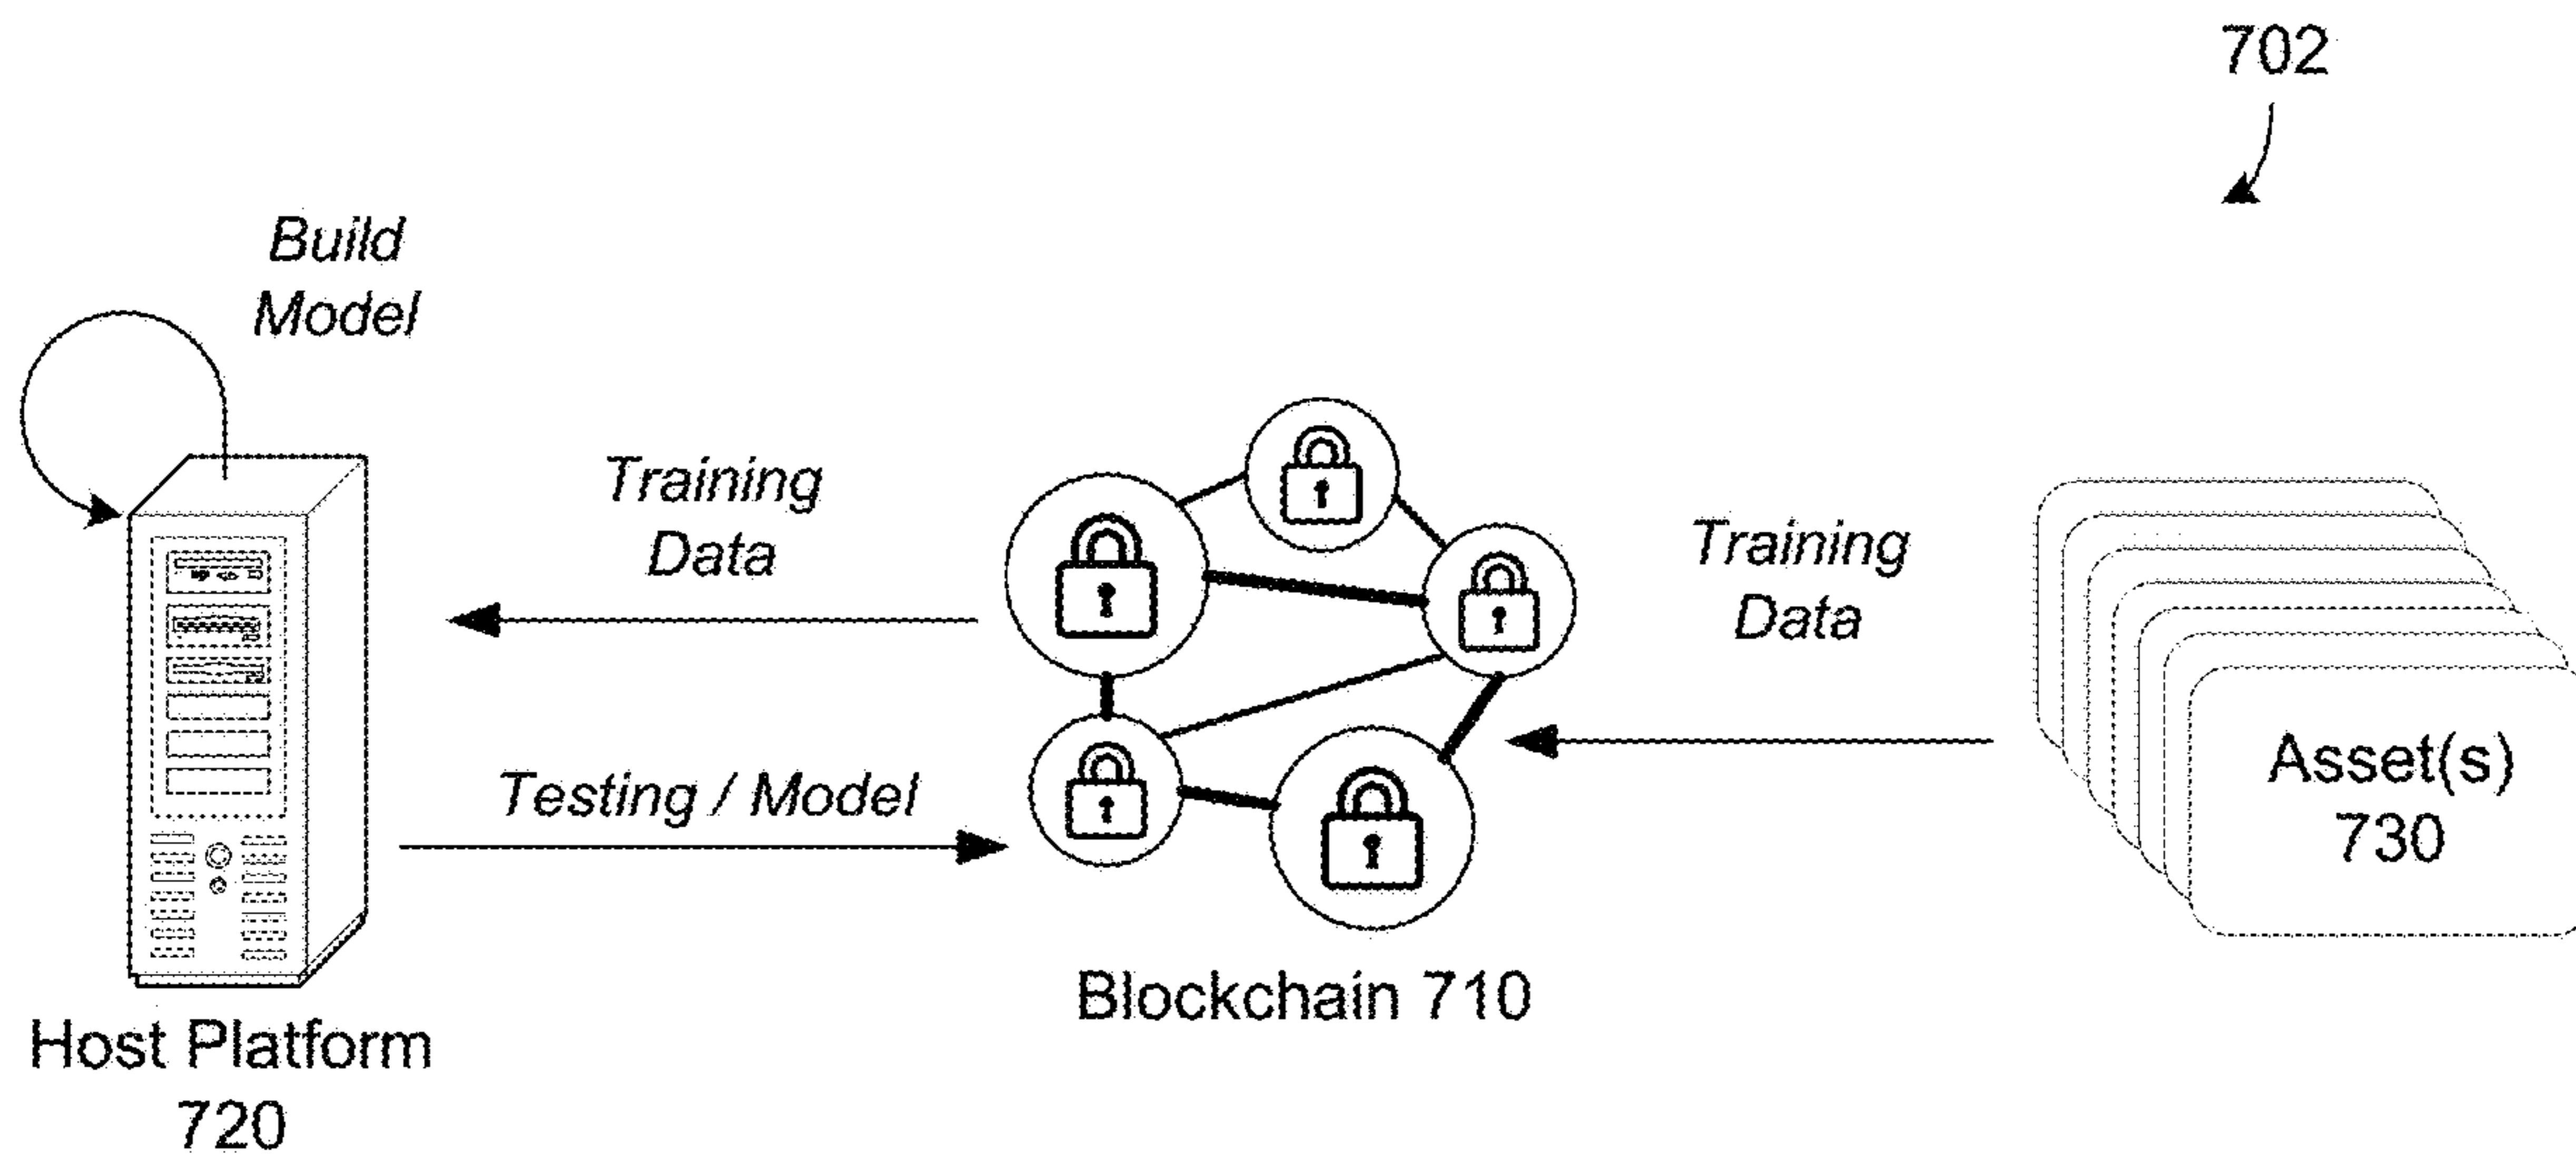 702
Build
Model
Training
Data
Training
Data
Testing / Model
Asset(s)
730
Blockchain 710
Host Platform
720